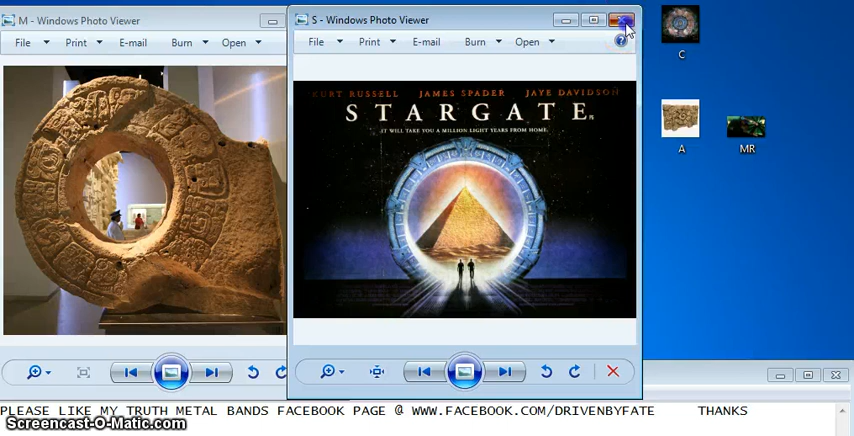 M - Windows Photo Viewer
File Print E-mail Burn Open
S - Windows Photo Viewer
File Print E-mail Burn Open
KURT RUSSELL JAMES SPADER JAYE DAVIDSON
STARGATE
IT WILL TAKE YOU A MILLION LIGHT YEARS FROM HOME.
C
A
MR
PLEASE LIKE MY TRUTH METAL BANDS FACEBOOK PAGE @ WWW.FACEBOOK.COM/DRIVENBYFATE THANKS
Screencast-O-Matic.com